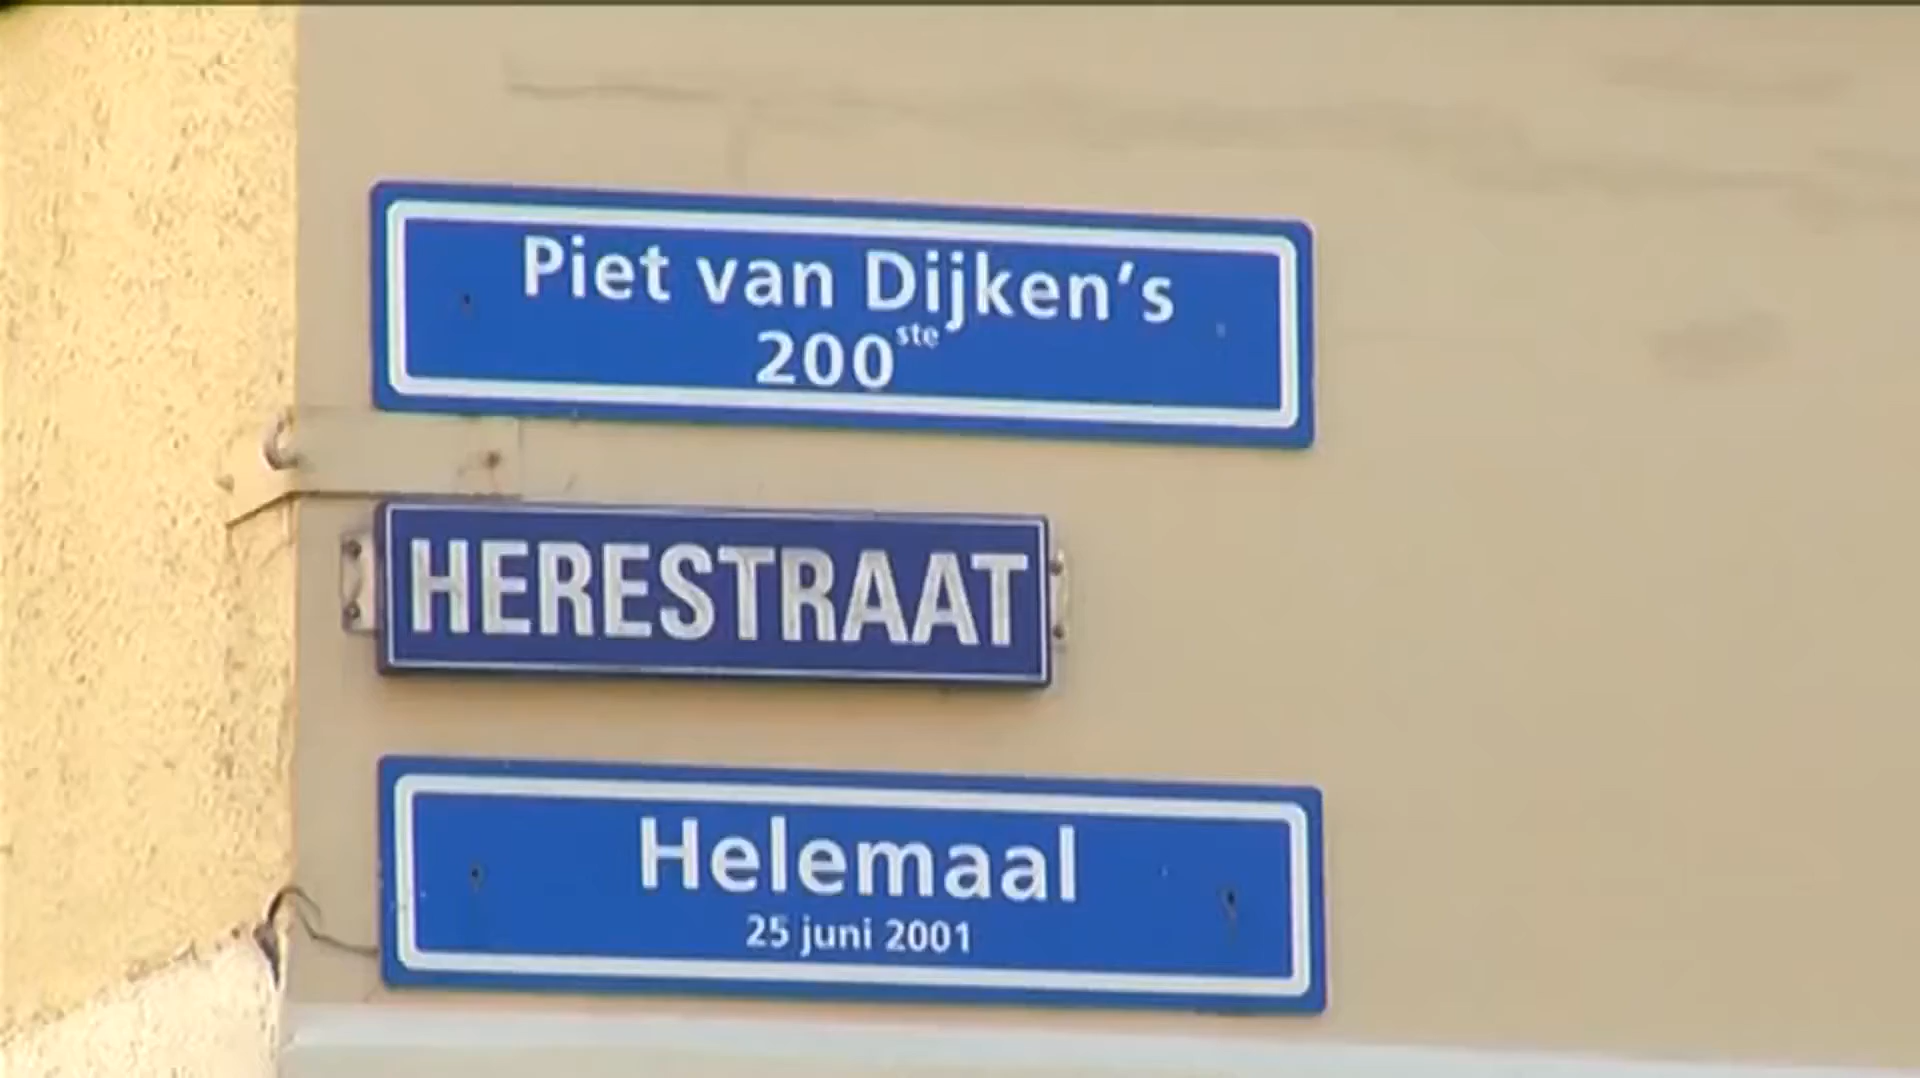 Piet van Dijken's
200ste
HERESTRAAT
Helemaal
25 juni 2001